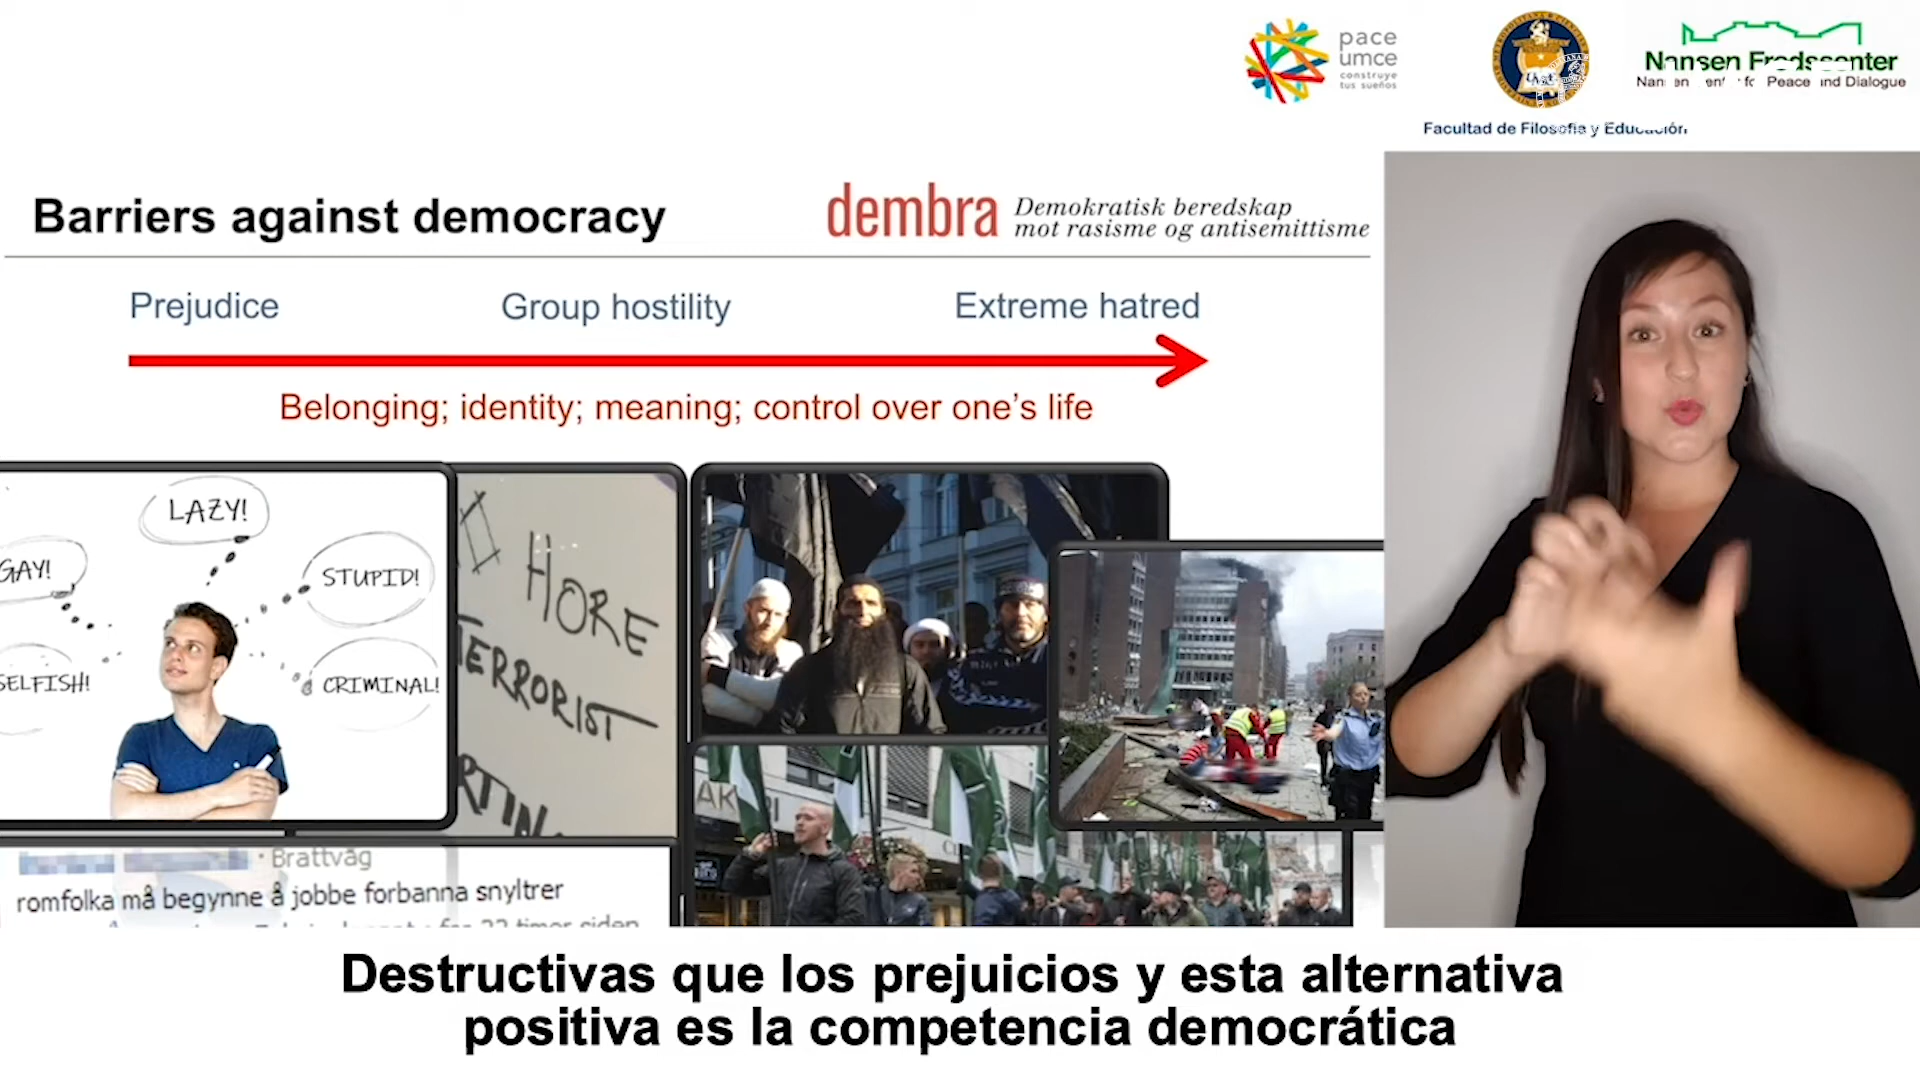 pace
umce
construye
tus sueños
Nansen Fredssenter
Peace and Dialogue
Facultad de Filosofía y Educación
Barriers against democracy
dembra
Demokratisk beredskap
mot rasisme og antisemittisme
Prejudice
Group hostility
Extreme hatred
Belonging; identity; meaning; control over one's life
LAZY!
GAY!
STUPID!
SELFISH!
CRIMINAL!
HORE
TERRORIST
· Brattvåg
romfolka må begynne å jobbe forbanna snyltrer
Destructivas que los prejuicios y esta alternativa
positiva es la competencia democrática